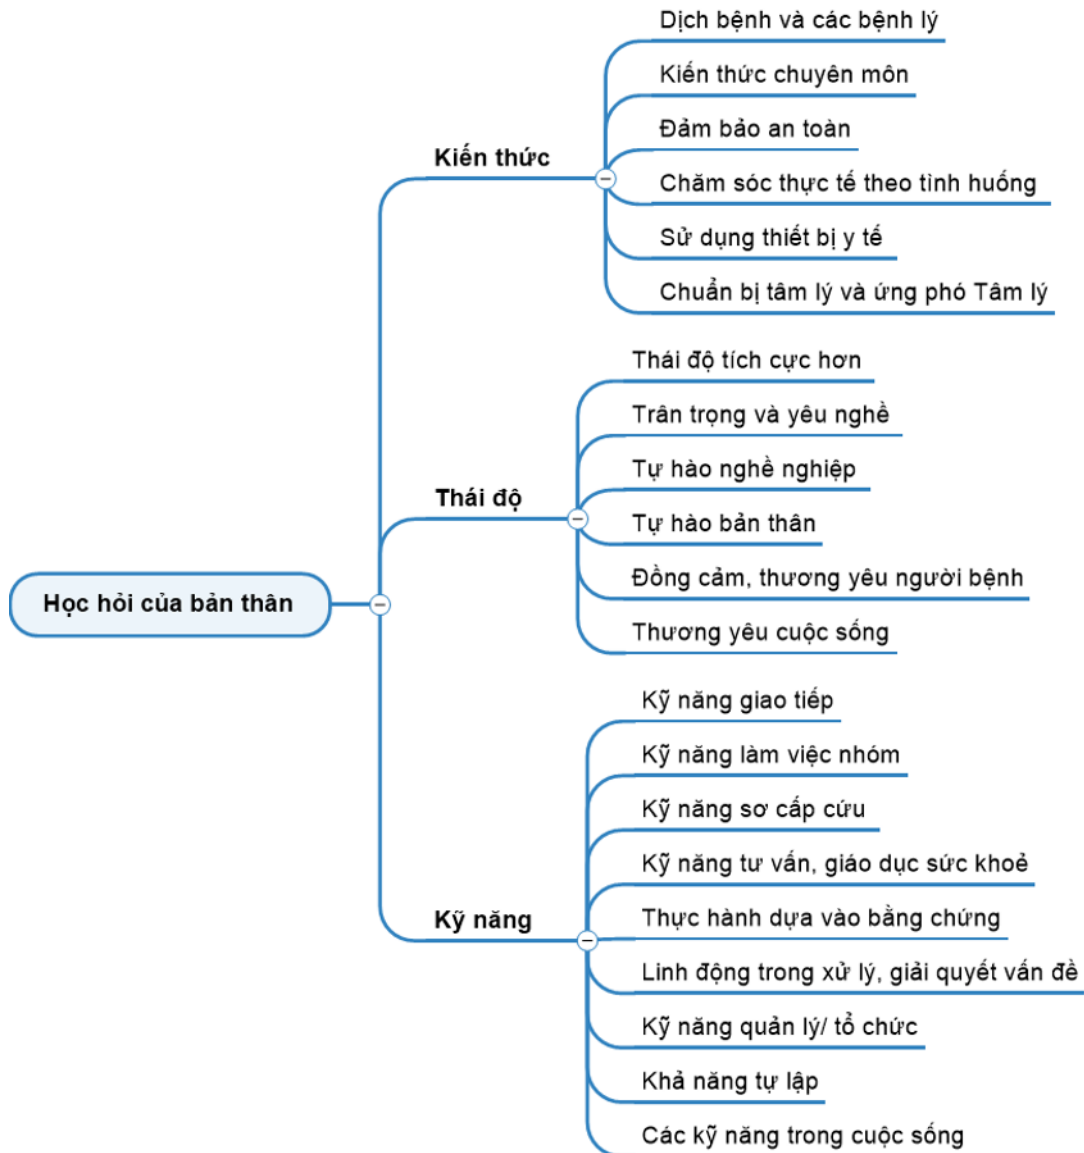 Học hỏi của bản thân
Kiến thức
Dịch bệnh và các bệnh lý
Kiến thức chuyên môn
Đảm bảo an toàn
Chăm sóc thực tế theo tình huống
Sử dụng thiết bị y tế
Chuẩn bị tâm lý và ứng phó Tâm lý
Thái độ
Thái độ tích cực hơn
Trân trọng và yêu nghề
Tự hào nghề nghiệp
Tự hào bản thân
Đồng cảm, thương yêu người bệnh
Thương yêu cuộc sống
Kỹ năng
Kỹ năng giao tiếp
Kỹ năng làm việc nhóm
Kỹ năng sơ cấp cứu
Kỹ năng tư vấn, giáo dục sức khoẻ
Thực hành dựa vào bằng chứng
Linh động trong xử lý, giải quyết vấn đề
Kỹ năng quản lý/ tổ chức
Khả năng tự lập
Các kỹ năng trong cuộc sống